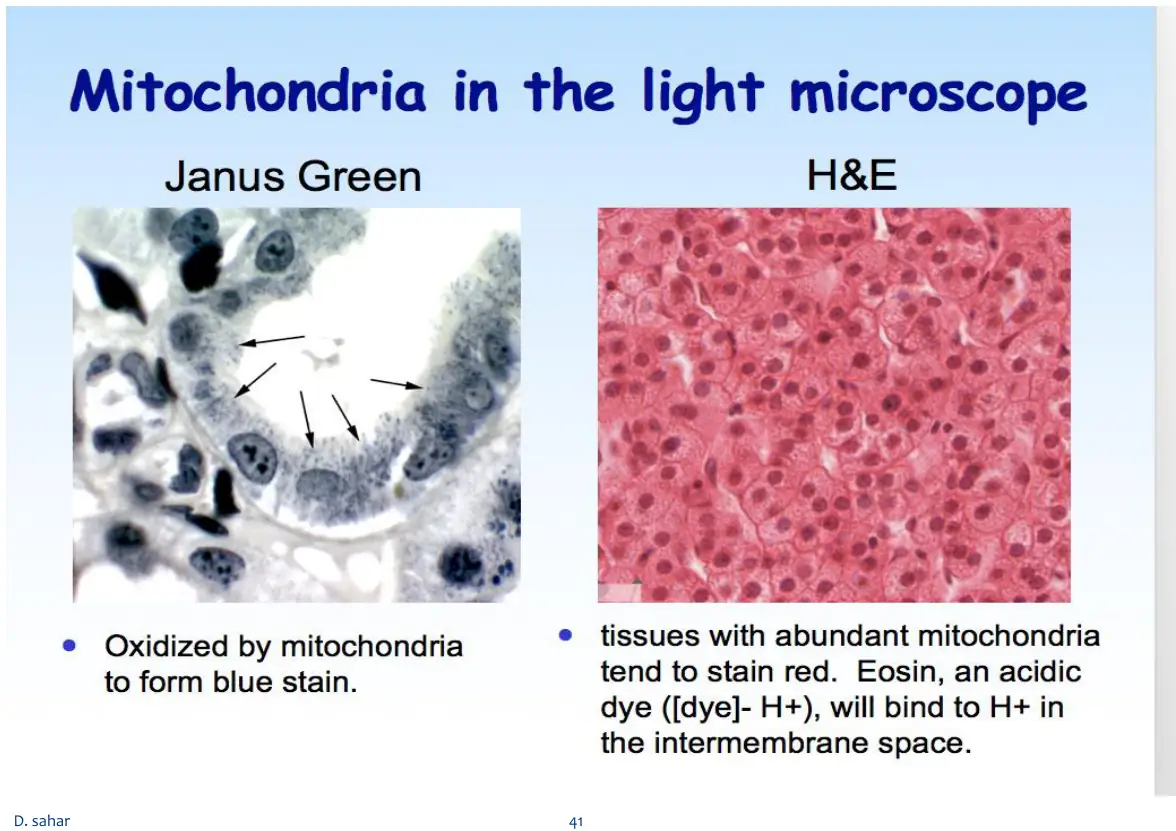 Mitochondria in the light microscope
Janus Green
H&E
• Oxidized by mitochondria
to form blue stain.
• tissues with abundant mitochondria
tend to stain red. Eosin, an acidic
dye ([dye]- H+), will bind to H+ in
the intermembrane space.
D. sahar
41